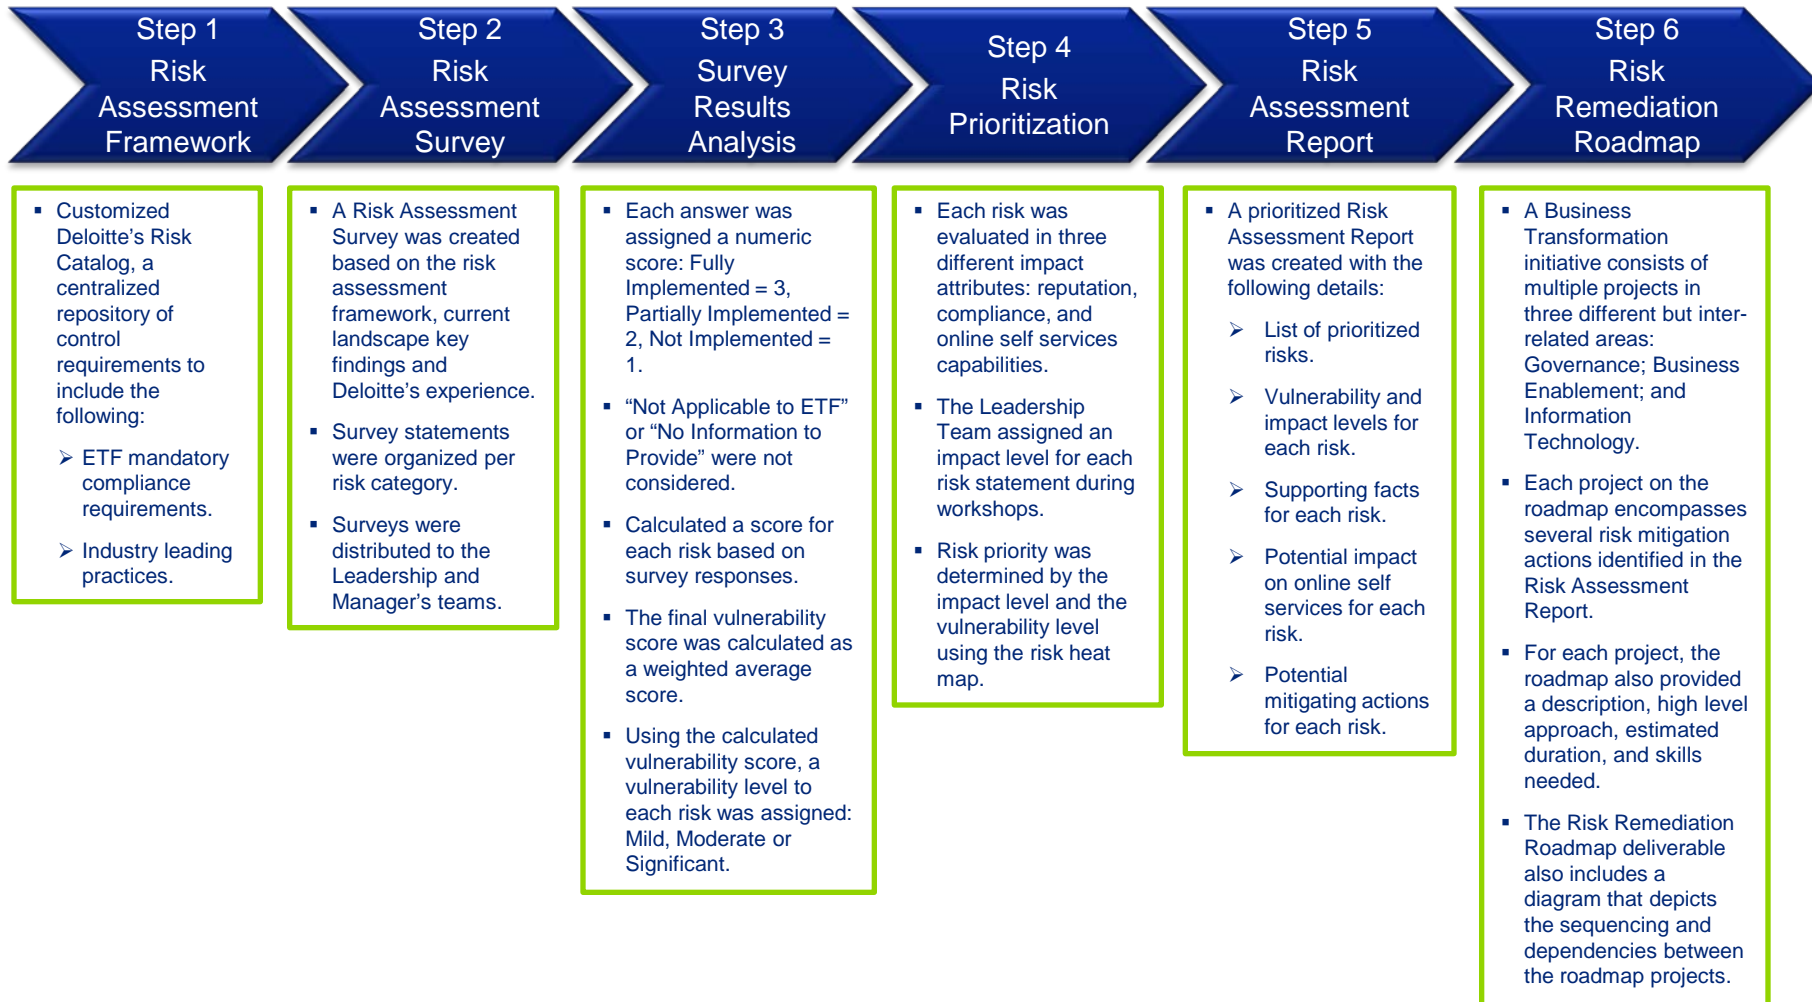 Step 1
Risk
Assessment
Framework
Step 2
Risk
Assessment
Survey
Step 3
Survey
Results
Analysis
Step 4
Risk
Prioritization
Step 5
Risk
Assessment
Report
Step 6
Risk
Remediation
Roadmap
▪ Customized
Deloitte’s Risk
Catalog, a
centralized
repository of
control
requirements to
include the
following:
➢ ETF mandatory
compliance
requirements.
➢ Industry leading
practices.
▪ A Risk Assessment
Survey was created
based on the risk
assessment
framework, current
landscape key
findings and
Deloitte’s experience.
▪ Survey statements
were organized per
risk category.
▪ Surveys were
distributed to the
Leadership and
Manager’s teams.
▪ Each answer was
assigned a numeric
score: Fully
Implemented = 3,
Partially Implemented =
2, Not Implemented =
1.
▪ “Not Applicable to ETF”
or “No Information to
Provide” were not
considered.
▪ Calculated a score for
each risk based on
survey responses.
▪ The final vulnerability
score was calculated as
a weighted average
score.
▪ Using the calculated
vulnerability score, a
vulnerability level to
each risk was assigned:
Mild, Moderate or
Significant.
▪ Each risk was
evaluated in three
different impact
attributes: reputation,
compliance, and
online self services
capabilities.
▪ The Leadership
Team assigned an
impact level for each
risk statement during
workshops.
▪ Risk priority was
determined by the
impact level and the
vulnerability level
using the risk heat
map.
▪ A prioritized Risk
Assessment Report
was created with the
following details:
➢ List of prioritized
risks.
➢ Vulnerability and
impact levels for
each risk.
➢ Supporting facts
for each risk.
➢ Potential impact
on online self
services for each
risk.
➢ Potential
mitigating actions
for each risk.
▪ A Business
Transformation
initiative consists of
multiple projects in
three different but inter-
related areas:
Governance; Business
Enablement; and
Information
Technology.
▪ Each project on the
roadmap encompasses
several risk mitigation
actions identified in the
Risk Assessment
Report.
▪ For each project, the
roadmap also provided
a description, high level
approach, estimated
duration, and skills
needed.
▪ The Risk Remediation
Roadmap deliverable
also includes a
diagram that depicts
the sequencing and
dependencies between
the roadmap projects.